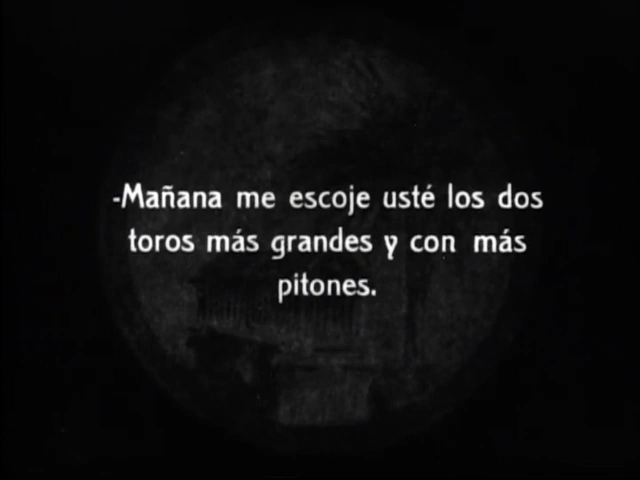 -Mañana me escoje usté los dos
toros más grandes y con más
pitones.